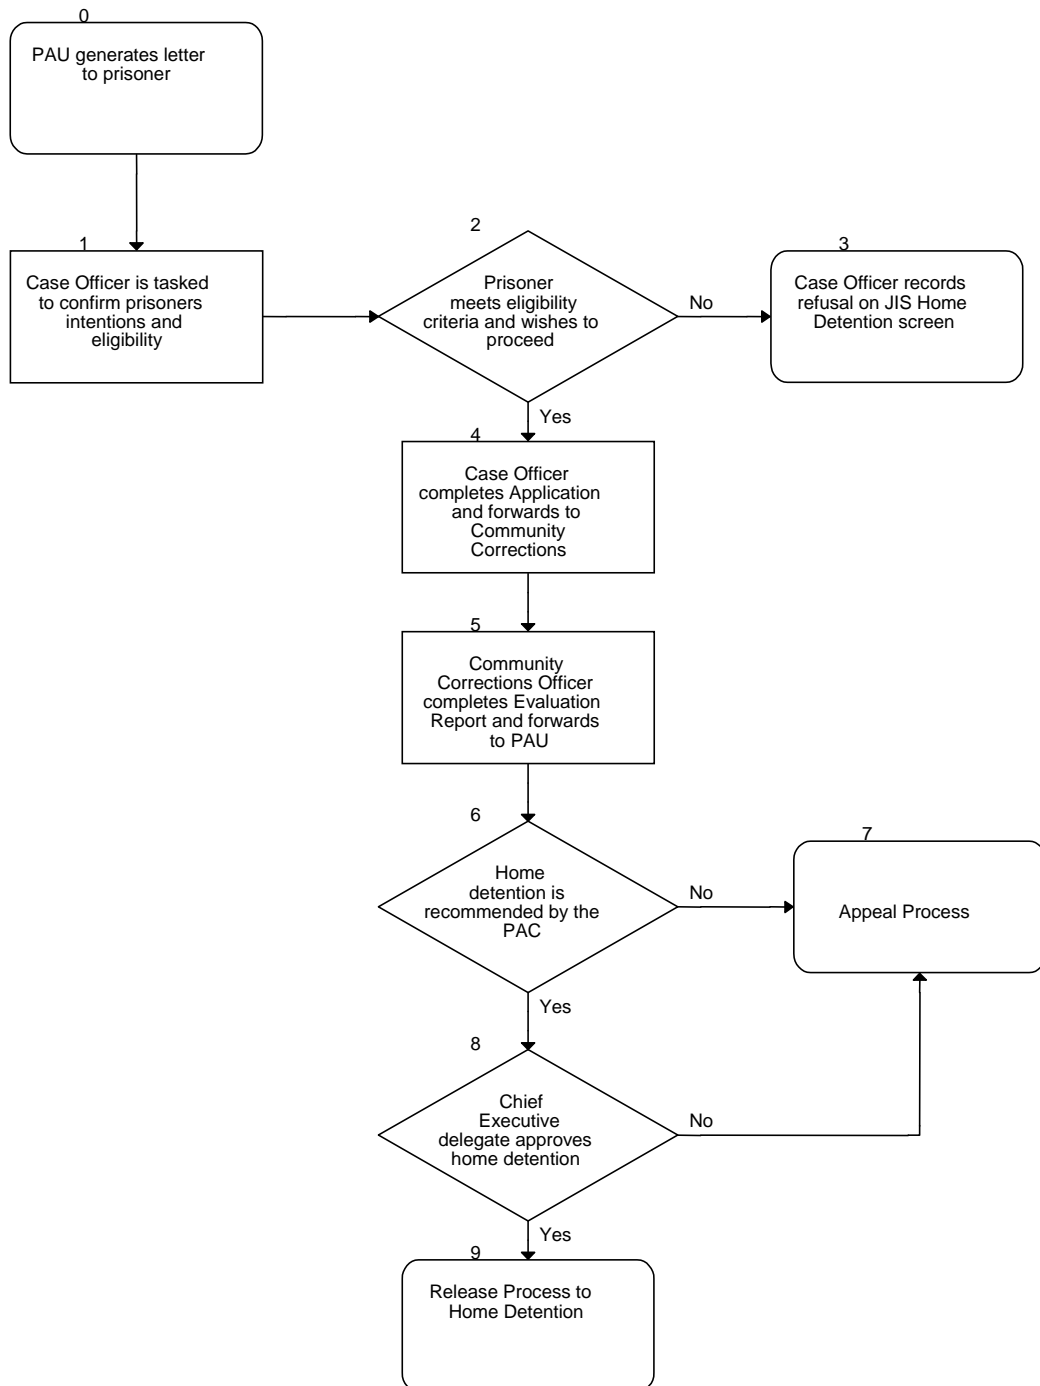 0
PAU generates letter
to prisoner
1
Case Officer is tasked
to confirm prisoners
intentions and
eligibility
2
Prisoner
meets eligibility
criteria and wishes to
proceed
No
3
Case Officer records
refusal on JIS Home
Detention screen
Yes
4
Case Officer
completes Application
and forwards to
Community
Corrections
5
Community
Corrections Officer
completes Evaluation
Report and forwards
to PAU
6
Home
detention is
recommended by the
PAC
No
7
Appeal Process
Yes
8
Chief
Executive
delegate approves
home detention
No
Yes
9
Release Process to
Home Detention